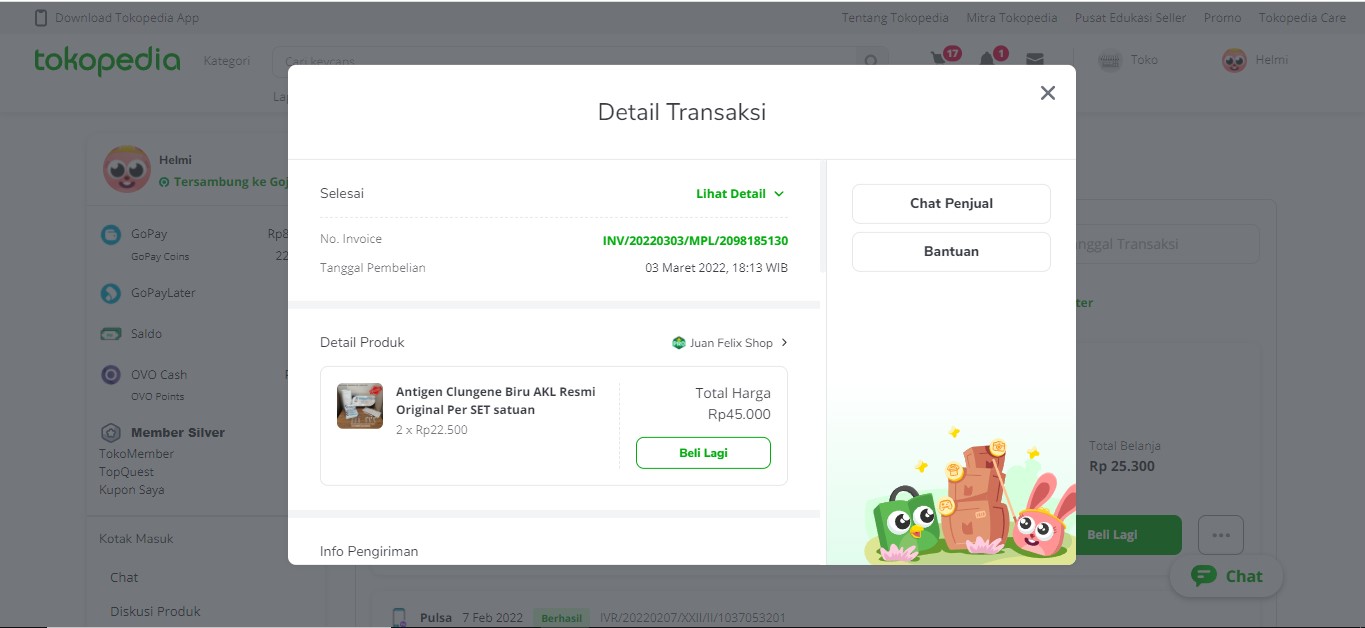 Download Tokopedia App
Tentang Tokopedia Mitra Tokopedia Pusat Edukasi Seller Promo Tokopedia Care
tokopedia Kategori Cari keycaps 17 1 Toko Helmi
Detail Transaksi
Helmi
Tersambung ke Goj
GoPay Rp8
GoPay Coins 22
GoPayLater
Saldo
OVO Cash
OVO Points
Member Silver
TokoMember
TopQuest
Kupon Saya
Kotak Masuk
Chat
Diskusi Produk
Selesai Lihat Detail
No. Invoice INV/20220303/MPL/2098185130
Tanggal Pembelian 03 Maret 2022, 18:13 WIB
Detail Produk PRO Juan Felix Shop
Antigen Clungene Biru AKL Resmi
Original Per SET satuan
2 x Rp22.500
Total Harga
Rp45.000
Beli Lagi
Info Pengiriman
Chat Penjual
Bantuan
nggal Transaksi
ter
Total Belanja
Rp 25.300
Beli Lagi
Chat
Pulsa 7 Feb 2022 Berhasil IVR/20220207/XXII/II/1037053201